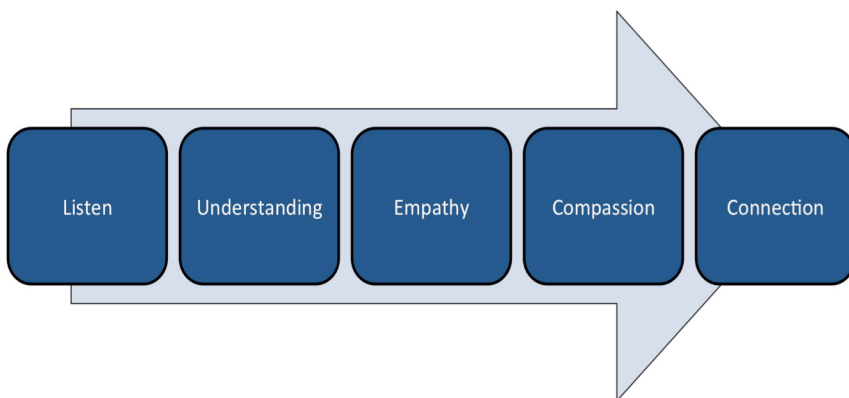 Listen
Understanding
Empathy
Compassion
Connection